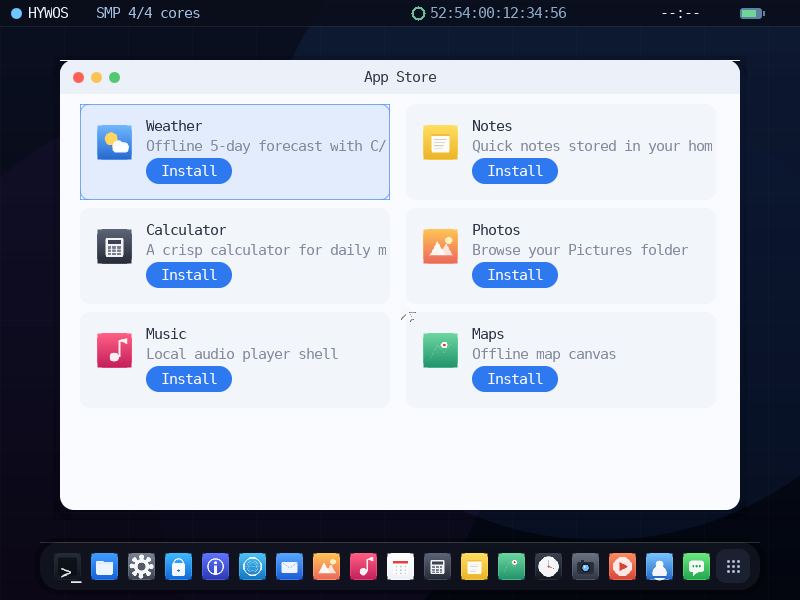 HYWOS SMP 4/4 cores 52:54:00:12:34:56 --:--
App Store
Weather
Offline 5-day forecast with C/
Install
Notes
Quick notes stored in your hom
Install
Calculator
A crisp calculator for daily m
Install
Photos
Browse your Pictures folder
Install
Music
Local audio player shell
Install
Maps
Offline map canvas
Install
>_